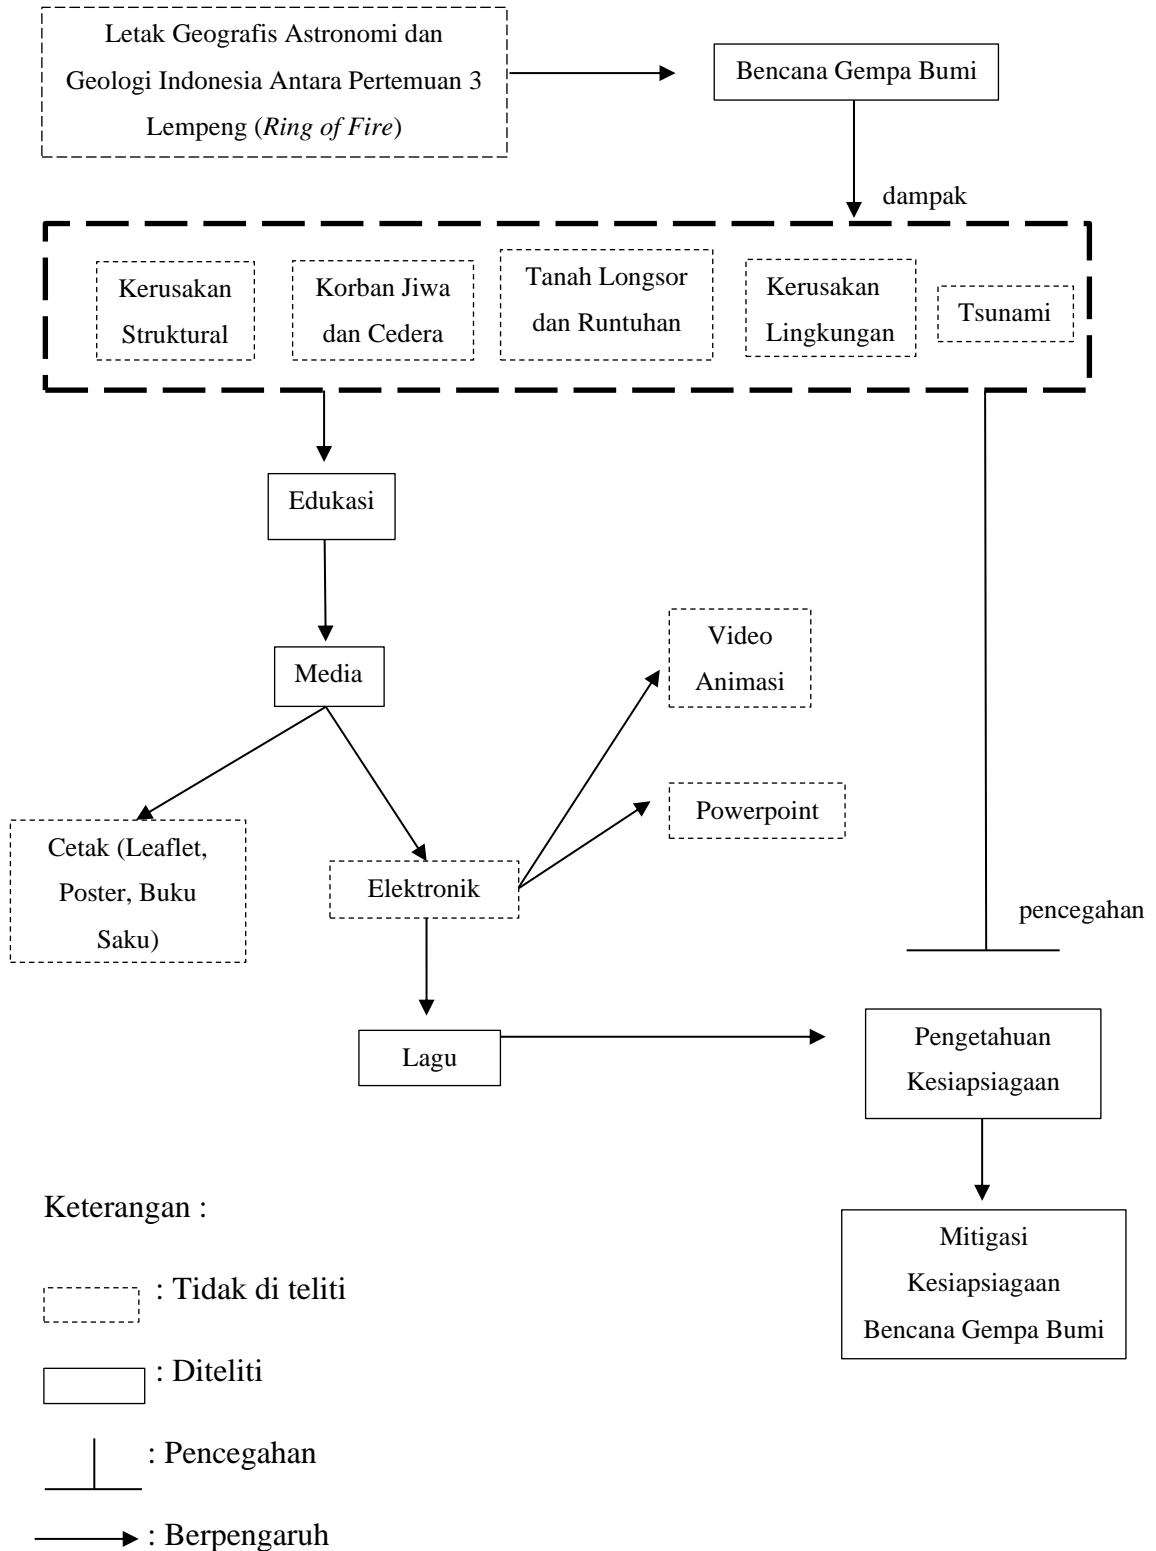 Letak Geografis Astronomi dan
Geologi Indonesia Antara Pertemuan 3
Lempeng (Ring of Fire)
Bencana Gempa Bumi
dampak
Kerusakan
Struktural
Korban Jiwa
dan Cedera
Tanah Longsor
dan Runtuhan
Kerusakan
Lingkungan
Tsunami
Edukasi
Media
Video
Animasi
Powerpoint
Cetak (Leaflet,
Poster, Buku
Saku)
Elektronik
pencegahan
Lagu
Pengetahuan
Kesiapsiagaan
Mitigasi
Kesiapsiagaan
Bencana Gempa Bumi
Keterangan :
: Tidak di teliti
: Diteliti
: Pencegahan
: Berpengaruh